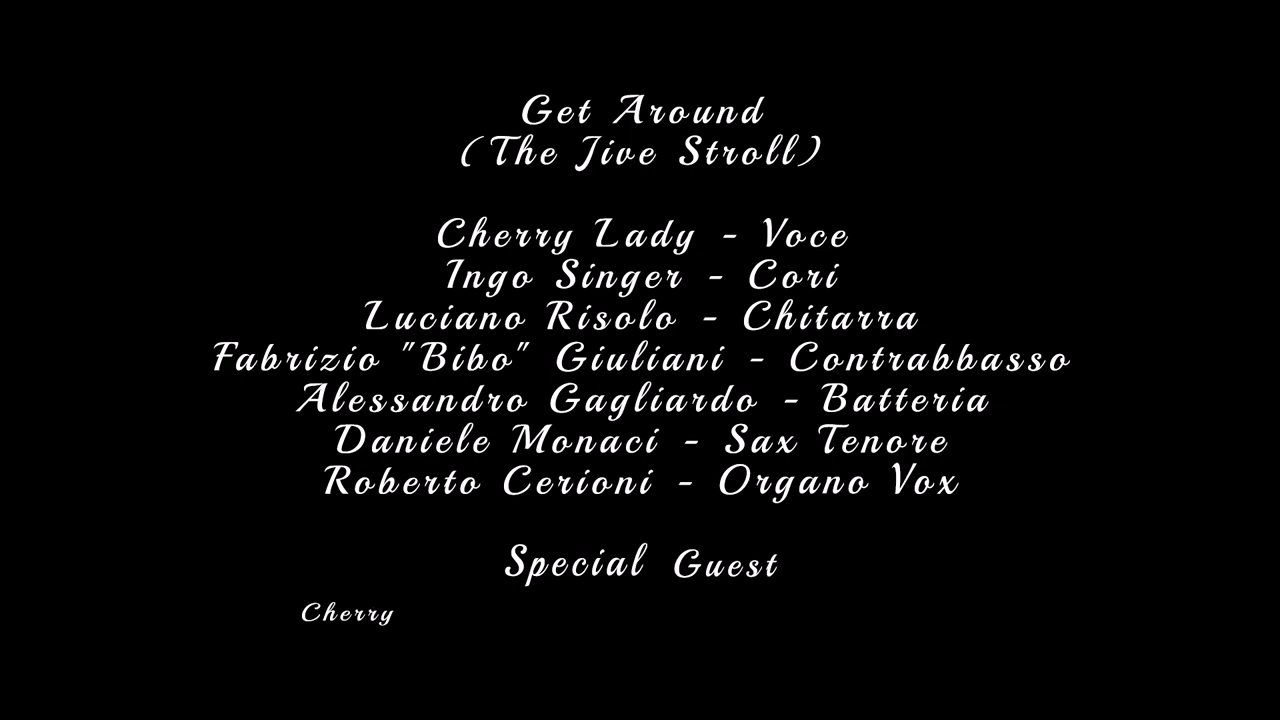 Get Around
(The Jive Stroll)
Cherry Lady - Voce
Ingo Singer - Cori
Luciano Risolo - Chitarra
Fabrizio "Bibo" Giuliani - Contrabbasso
Alessandro Gagliardo - Batteria
Daniele Monaci - Sax Tenore
Roberto Cerioni - Organo Vox
Special Guest
Cherry